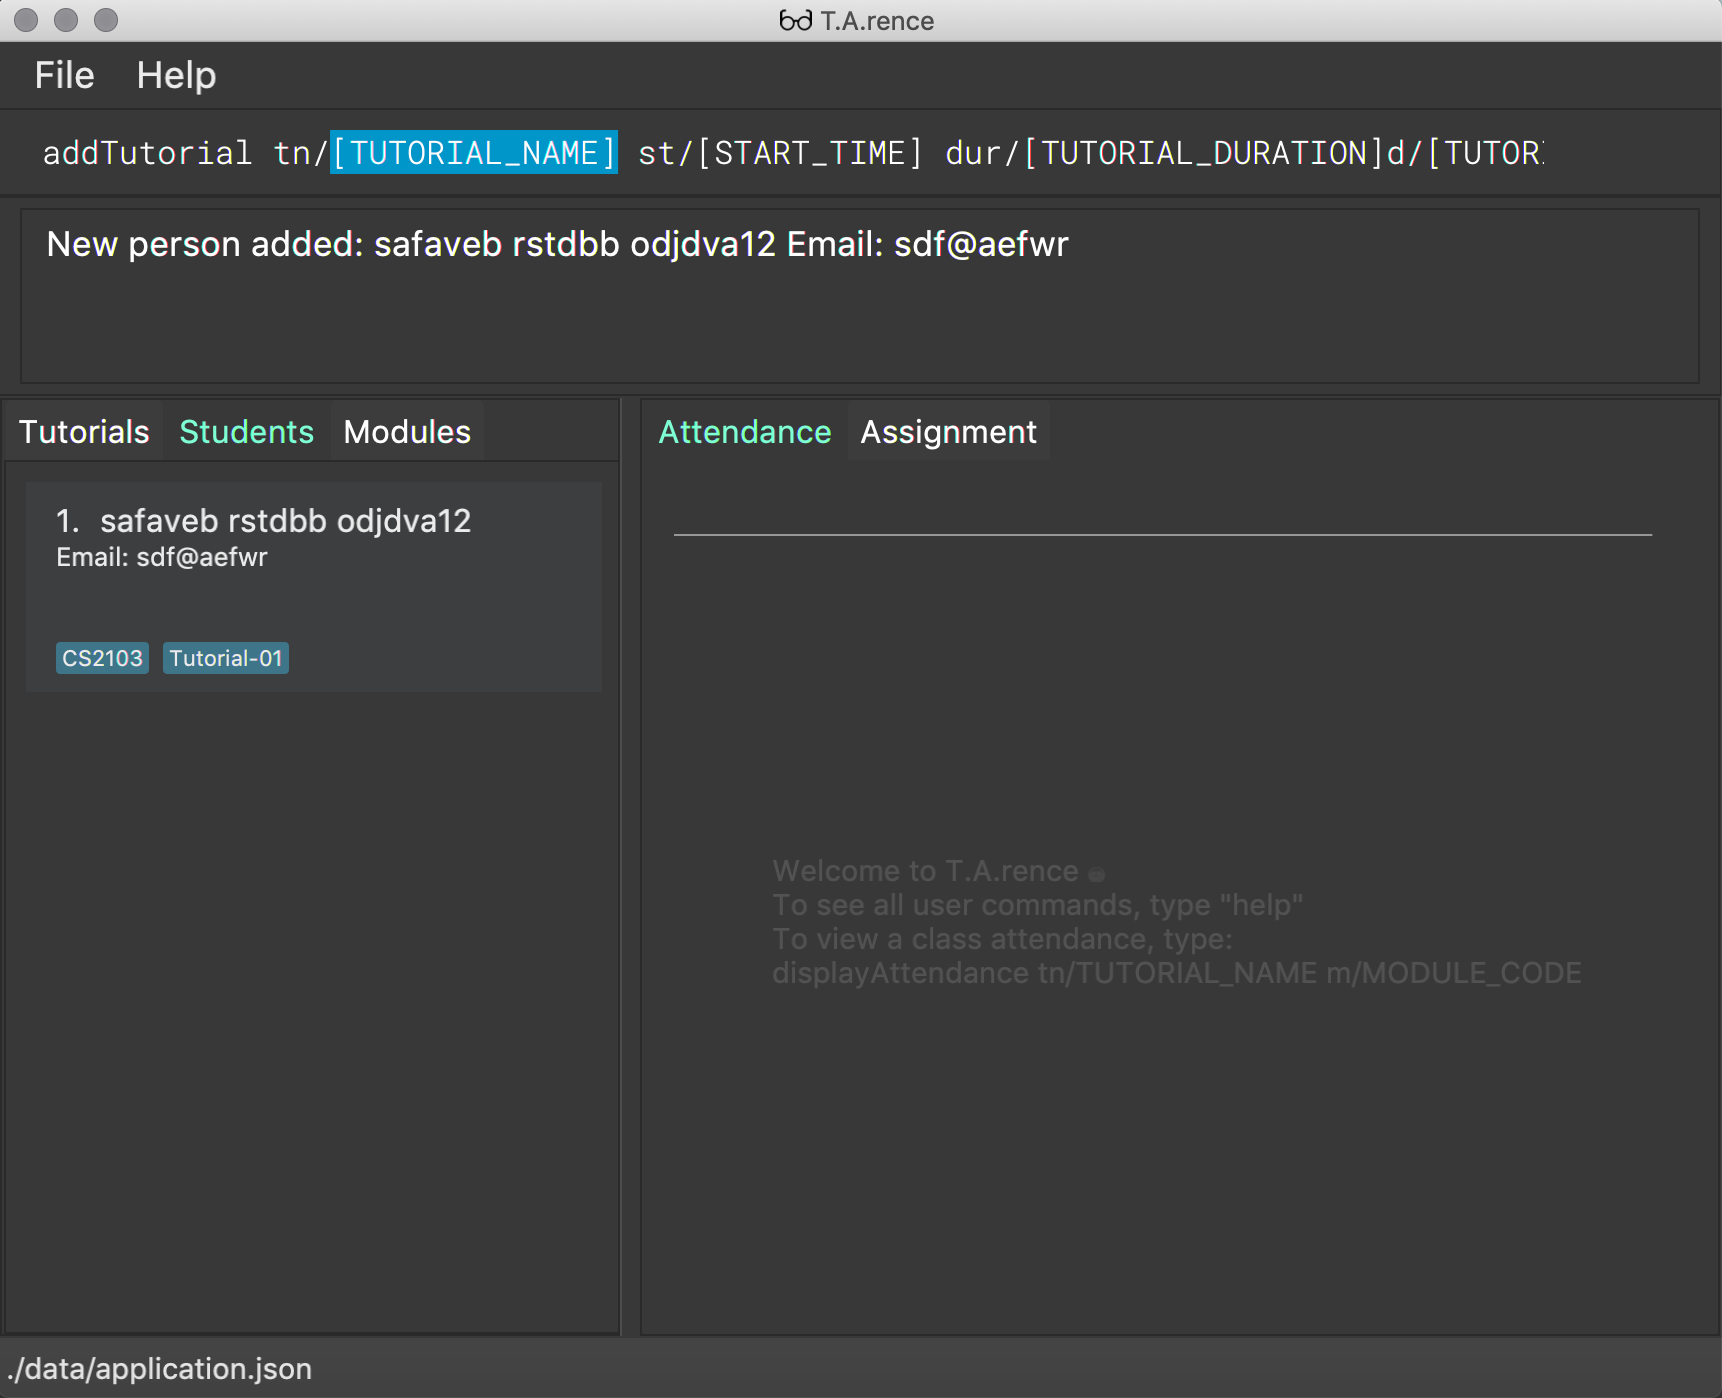 T.A.rence
File Help
addTutorial tn/[TUTORIAL_NAME] st/[START_TIME] dur/[TUTORIAL_DURATION]d/[TUTOR
New person added: safaveb rstdbb odjdva12 Email: sdf@aefwr
Tutorials Students Modules
Attendance Assignment
1. safaveb rstdbb odjdva12
Email: sdf@aefwr
CS2103 Tutorial-01
Welcome to T.A.rence
To see all user commands, type "help"
To view a class attendance, type:
displayAttendance tn/TUTORIAL_NAME m/MODULE_CODE
./data/application.json